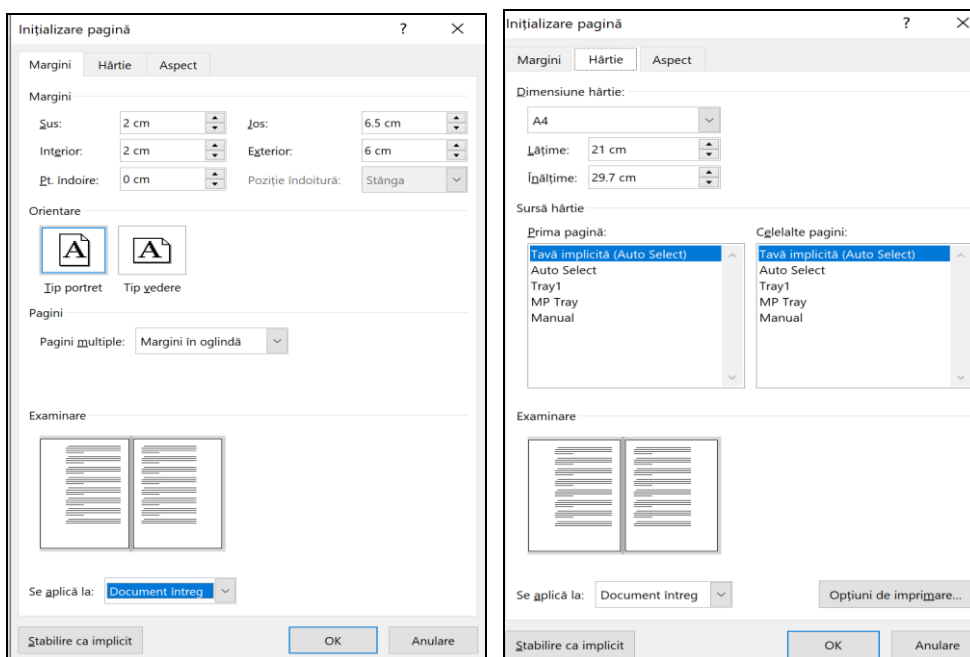 Inițializare pagină ?
Margini Hârtie Aspect
Margini
Sus: 2 cm Jos: 6.5 cm
Interior: 2 cm Exterior: 6 cm
Pt. îndoire: 0 cm Poziție îndoitură: Stânga
Orientare
A A
Tip portret Tip vedere
Pagini
Pagini multiple: Margini în oglindă
Examinare
Se aplică la: Document întreg
Stabilire ca implicit OK Anulare
Inițializare pagină ?
Margini Hârtie Aspect
Dimensiune hârtie:
A4
Lățime: 21 cm
Înălțime: 29.7 cm
Sursă hârtie
Prima pagină: Celelalte pagini:
Tavă implicită (Auto Select) Tavă implicită (Auto Select)
Auto Select Auto Select
Tray1 Tray1
MP Tray MP Tray
Manual Manual
Examinare
Se aplică la: Document întreg Opțiuni de imprimare...
Stabilire ca implicit OK Anulare